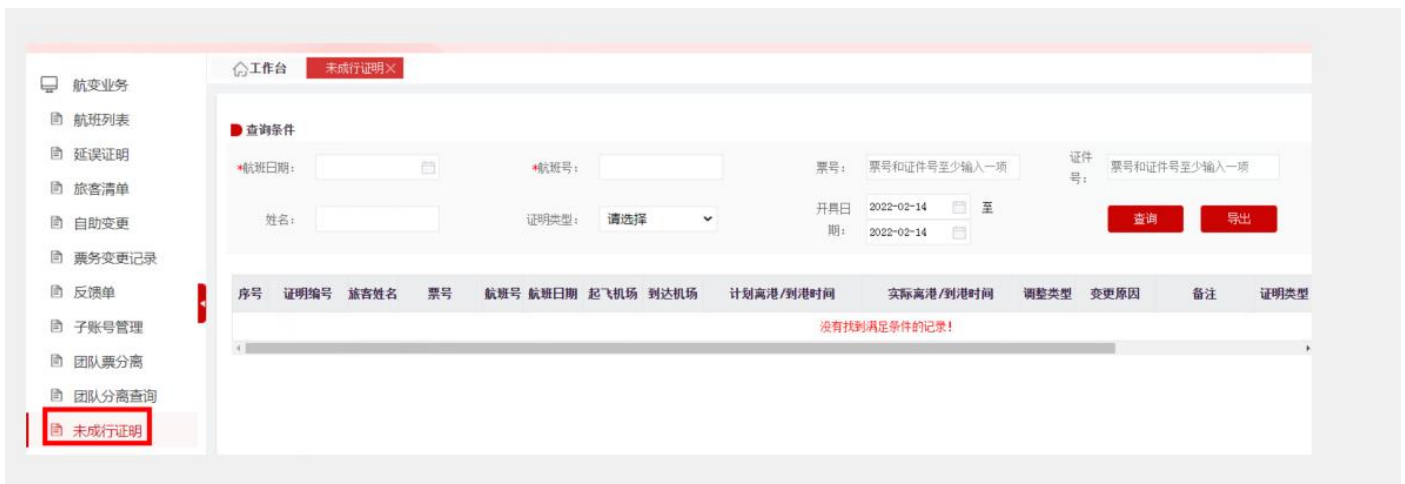 工作台 未成行证明×
航变业务
航班列表
延误证明
旅客清单
自助变更
票务变更记录
反馈单
子账号管理
团队票分离
团队分离查询
未成行证明
查询条件
*航班日期： *航班号： 票号： 票号和证件号至少输入一项 证件号： 票号和证件号至少输入一项
姓名： 证明类型： 请选择 开具日期： 2022-02-14 至 2022-02-14 查询 导出
序号 证明编号 旅客姓名 票号 航班号 航班日期 起飞机场 到达机场 计划离港/到港时间 实际离港/到港时间 调整类型 变更原因 备注 证明类型
没有找到满足条件的记录!